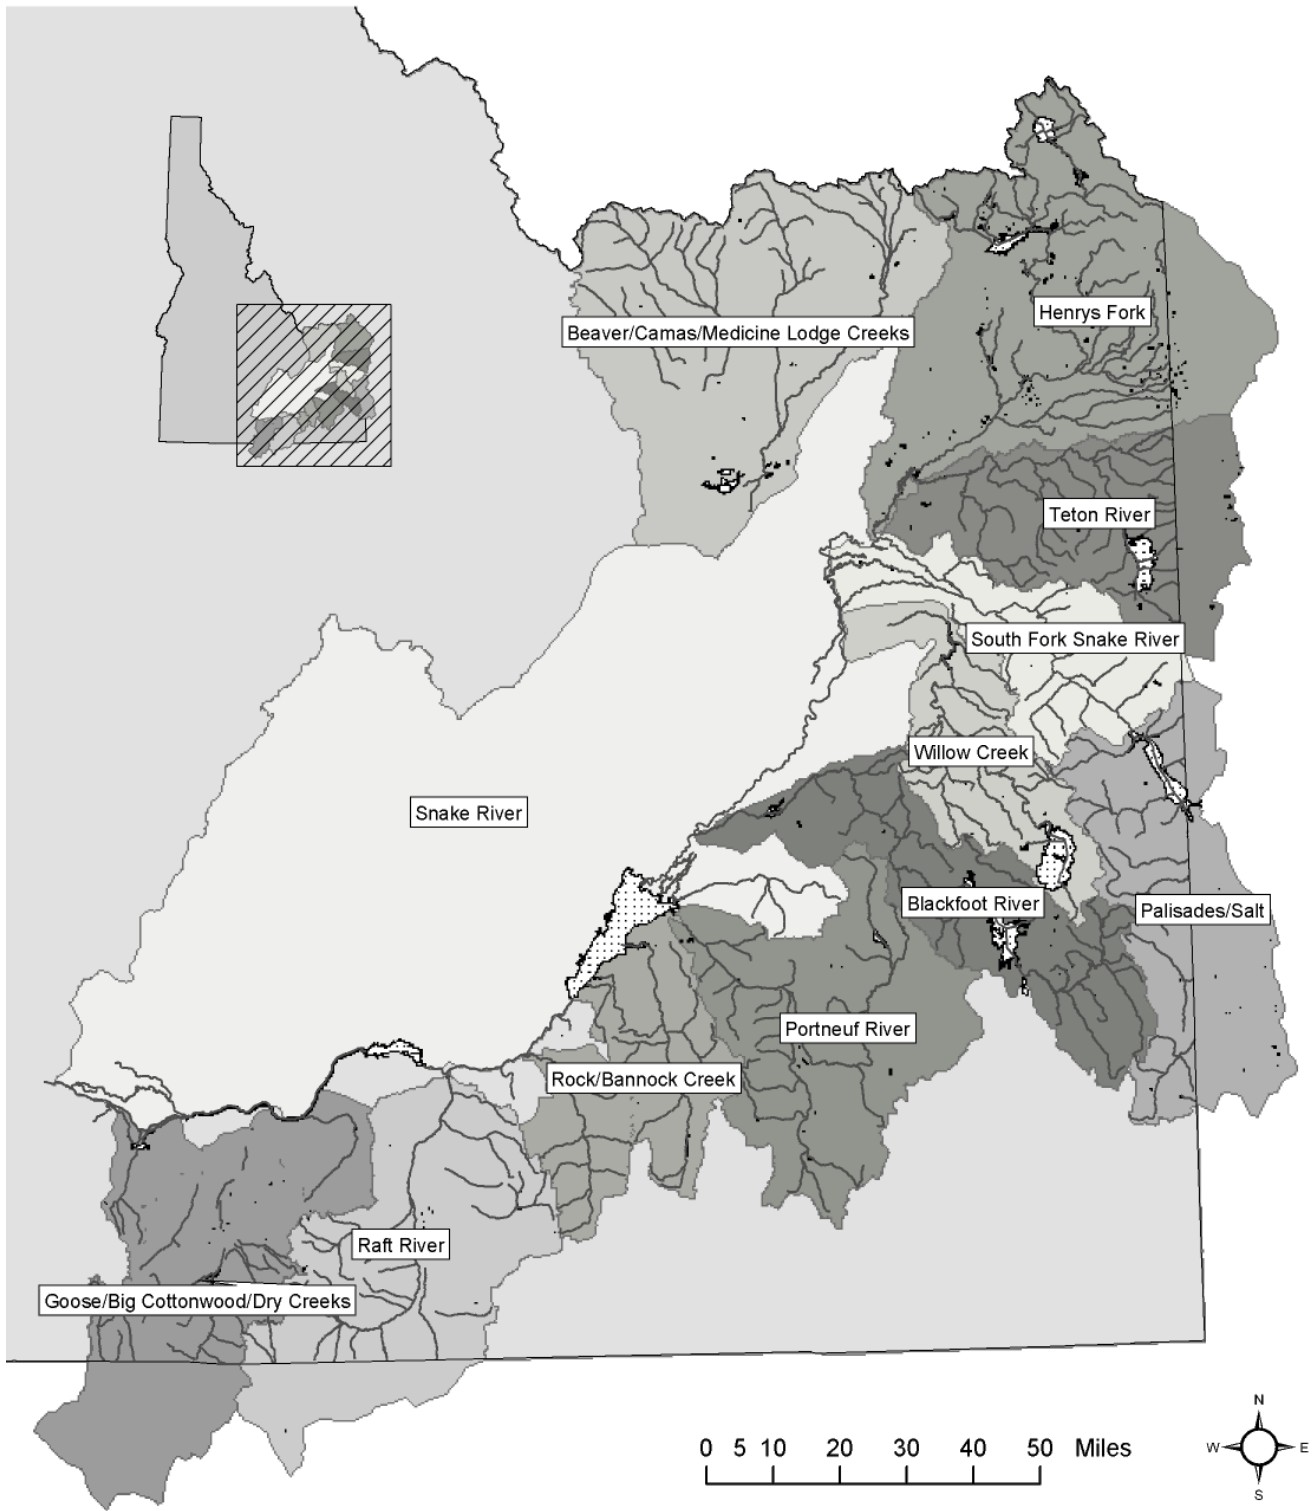 Henrys Fork
Beaver/Camas/Medicine Lodge Creeks
Teton River
South Fork Snake River
Willow Creek
Snake River
Blackfoot River
Palisades/Salt
Portneuf River
Rock/Bannock Creek
Raft River
Goose/Big Cottonwood/Dry Creeks
N
W E
S
0 5 10 20 30 40 50 Miles